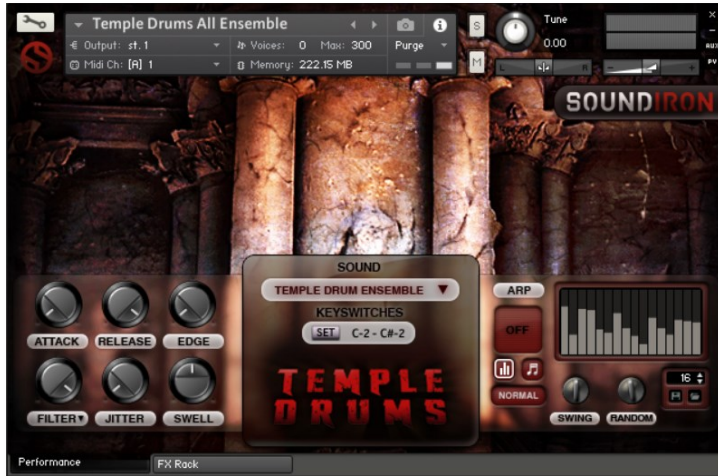 Temple Drums All Ensemble
Output: st. 1
Voices: 0 Max: 300 Purge
Midi Ch: [A] 1
Memory: 222.15 MB
S
M
Tune
0.00
L R
- +
×
-
AUX
PV
SOUNDIRON
SOUND
TEMPLE DRUM ENSEMBLE
KEYSWITCHES
SET C-2 - C#-2
TEMPLE
DRUMS
ATTACK RELEASE EDGE
FILTER JITTER SWELL
ARP
OFF
NORMAL
16
SWING RANDOM
Performance FX Rack